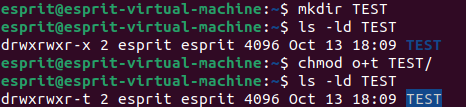 esprit@esprit-virtual-machine:~$ mkdir TEST
esprit@esprit-virtual-machine:~$ ls -ld TEST
drwxrwxr-x 2 esprit esprit 4096 Oct 13 18:09 TEST
esprit@esprit-virtual-machine:~$ chmod o+t TEST/
esprit@esprit-virtual-machine:~$ ls -ld TEST
drwxrwxr-t 2 esprit esprit 4096 Oct 13 18:09 TEST